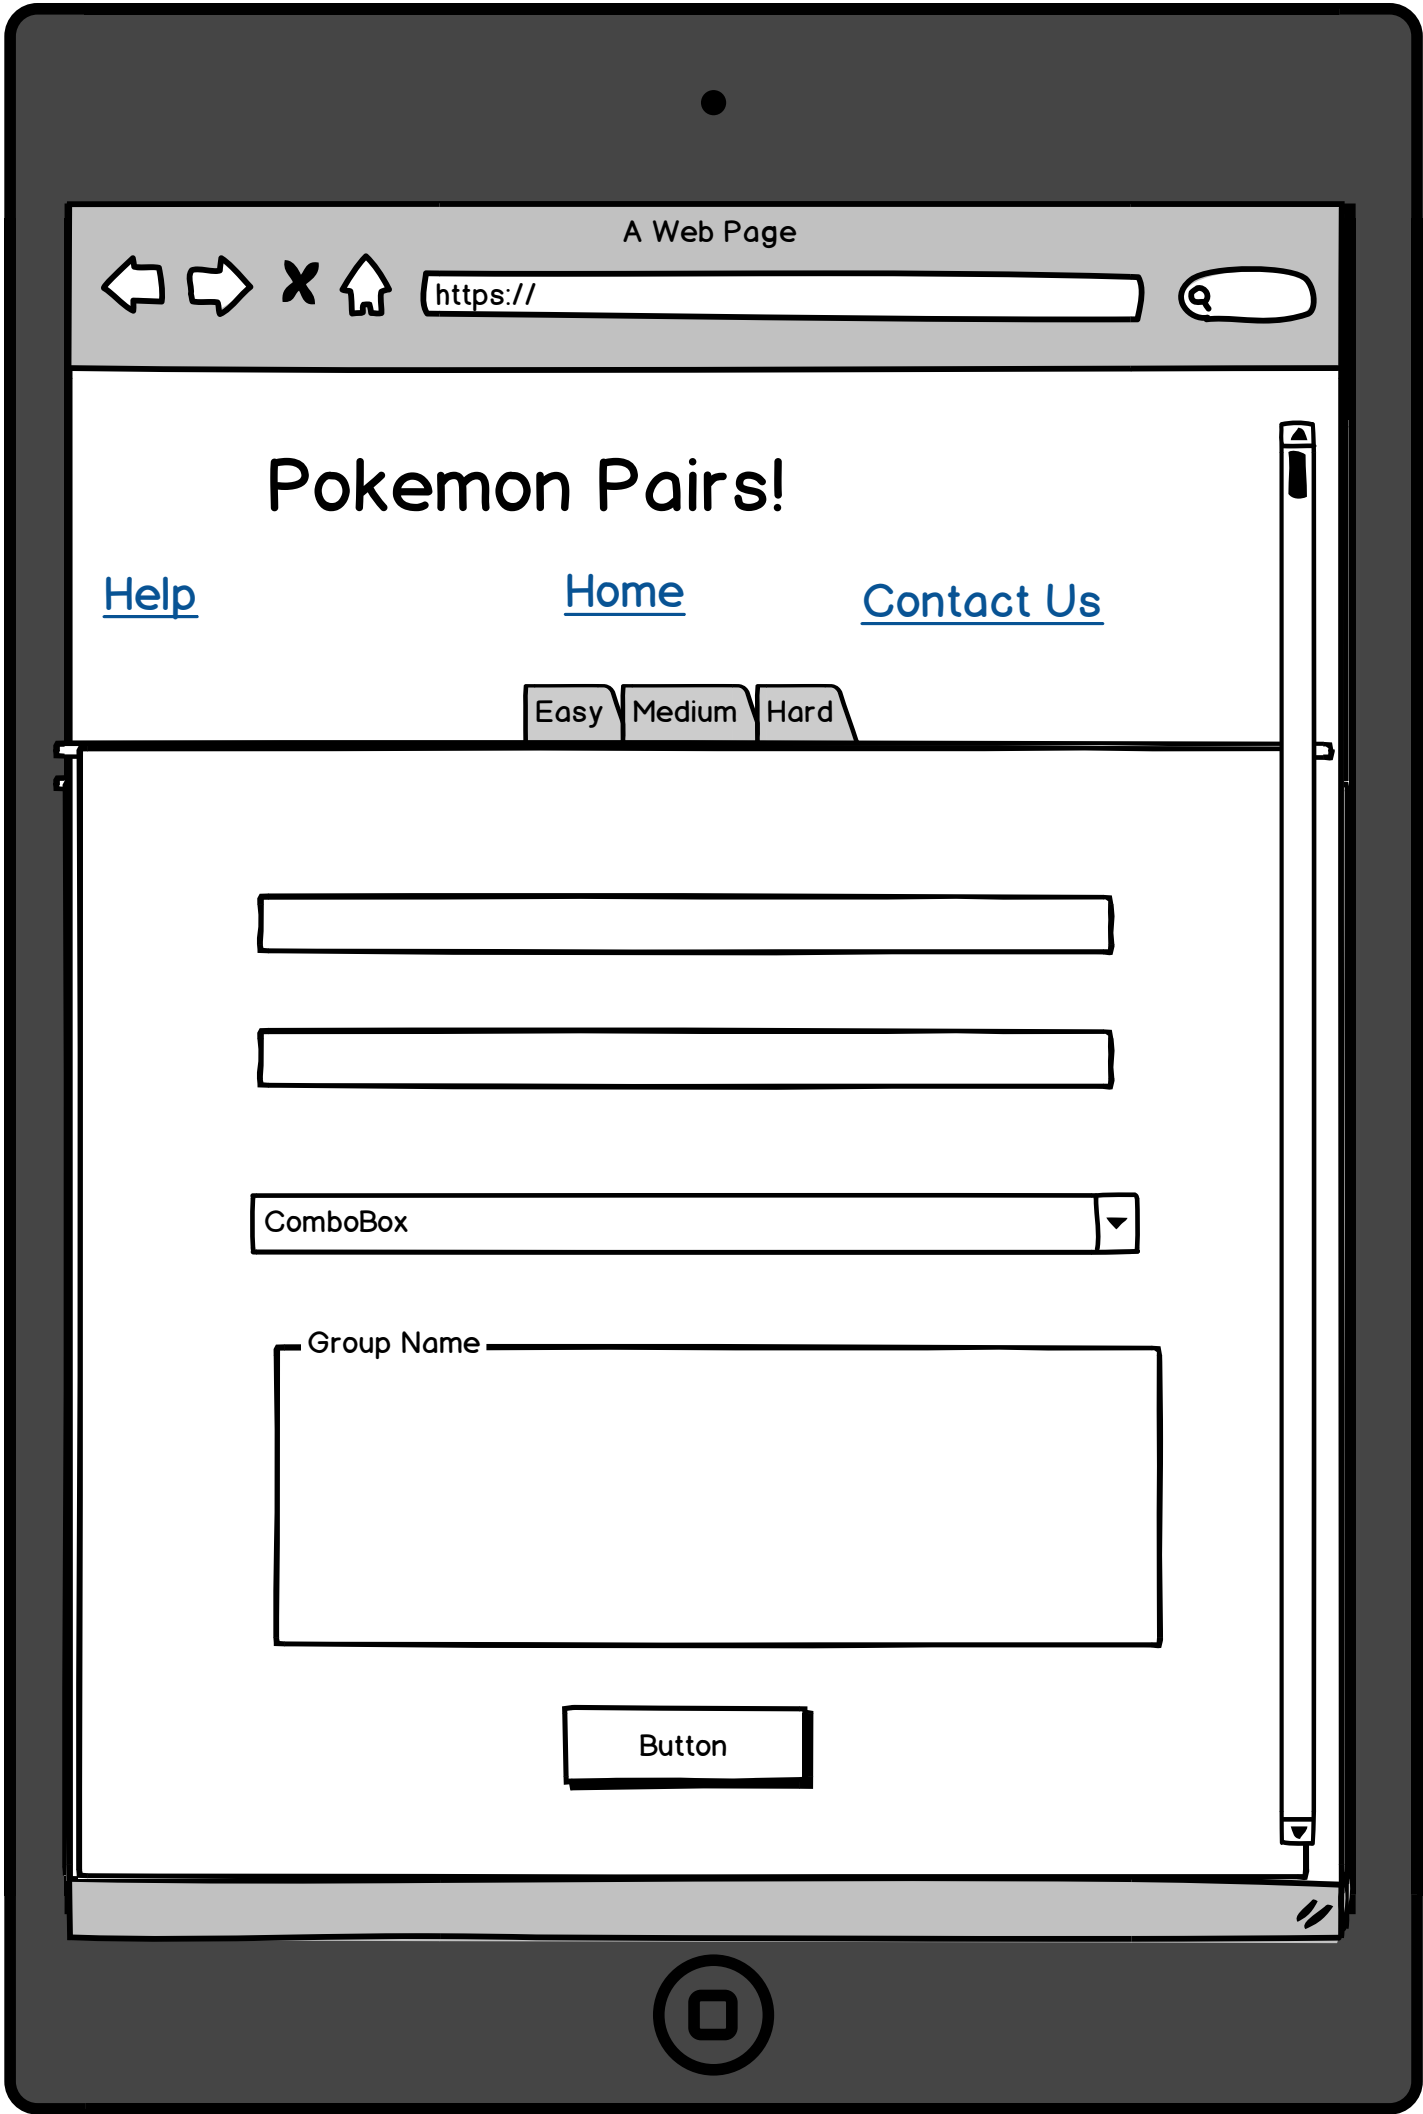 A Web Page
https://
Pokemon Pairs!
Help Home Contact Us
Easy Medium Hard
ComboBox
Group Name
Button